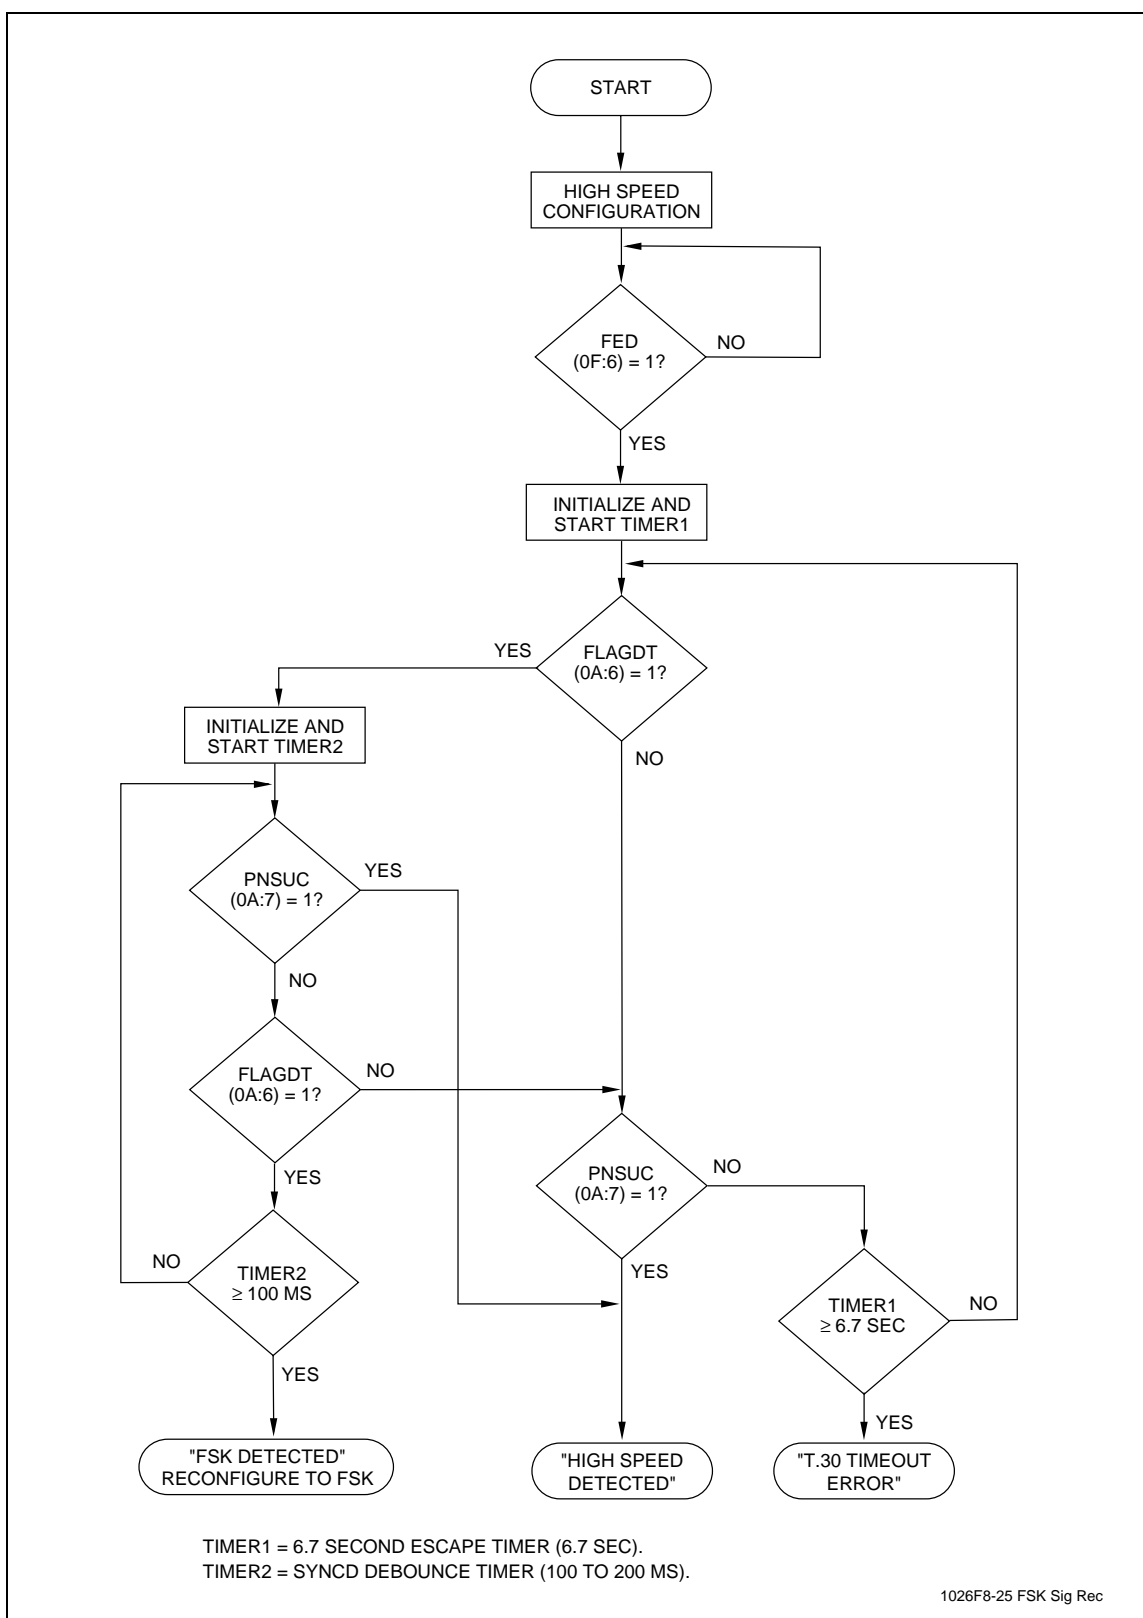 START
HIGH SPEED
CONFIGURATION
FED
(0F:6) = 1?
NO
YES
INITIALIZE AND
START TIMER1
YES
FLAGDT
(0A:6) = 1?
INITIALIZE AND
START TIMER2
NO
PNSUC
(0A:7) = 1?
YES
NO
FLAGDT
(0A:6) = 1?
NO
YES
PNSUC
(0A:7) = 1?
NO
NO
TIMER2
≥ 100 MS
YES
TIMER1
≥ 6.7 SEC
NO
YES
YES
"FSK DETECTED"
RECONFIGURE TO FSK
"HIGH SPEED
DETECTED"
"T.30 TIMEOUT
ERROR"
TIMER1 = 6.7 SECOND ESCAPE TIMER (6.7 SEC).
TIMER2 = SYNCD DEBOUNCE TIMER (100 TO 200 MS).
1026F8-25 FSK Sig Rec